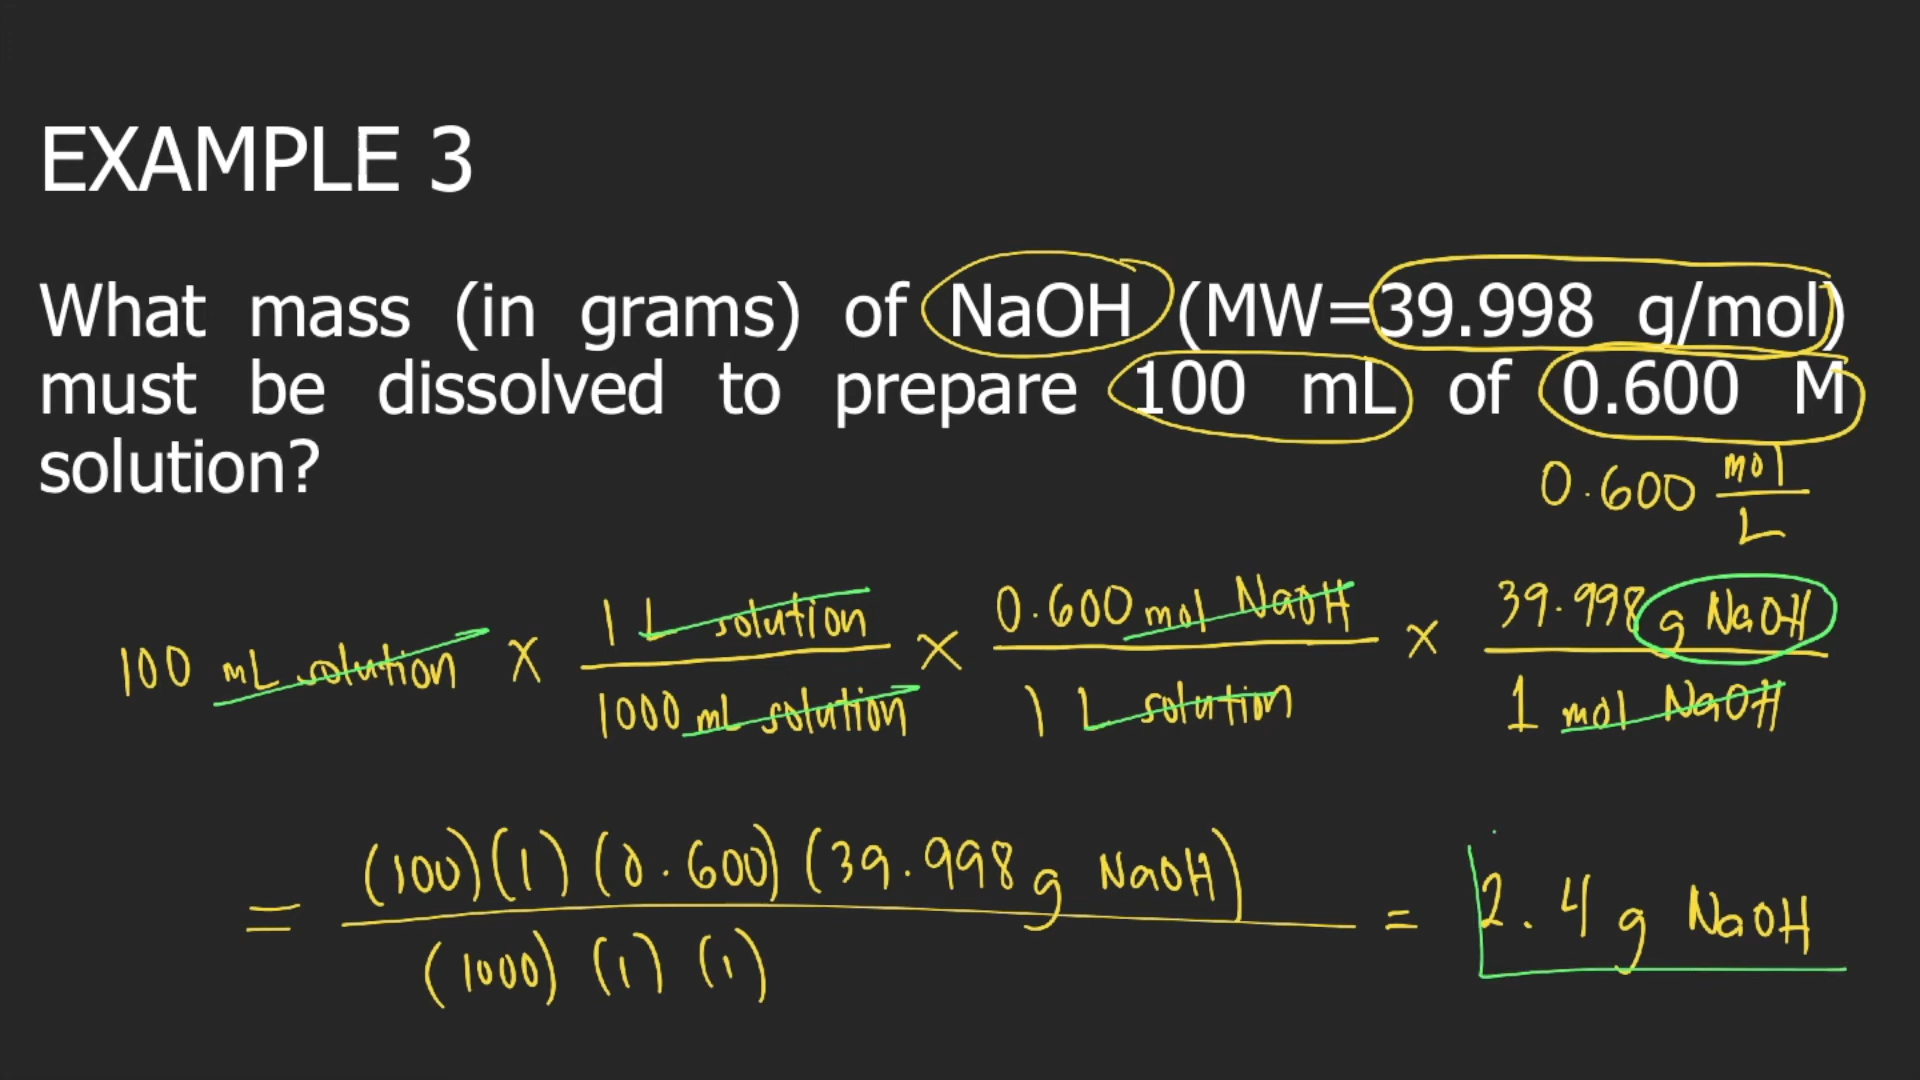 EXAMPLE 3
What mass (in grams) of NaOH (MW=39.998 g/mol)
must be dissolved to prepare 100 mL of 0.600 M
solution?
0.600 mol/L
100 mL solution x 1 L solution/1000 mL solution x 0.600 mol NaOH/1 L solution x 39.998 g NaOH/1 mol NaOH
= (100)(1)(0.600)(39.998 g NaOH)/(1000)(1)(1) = 2.4 g NaOH